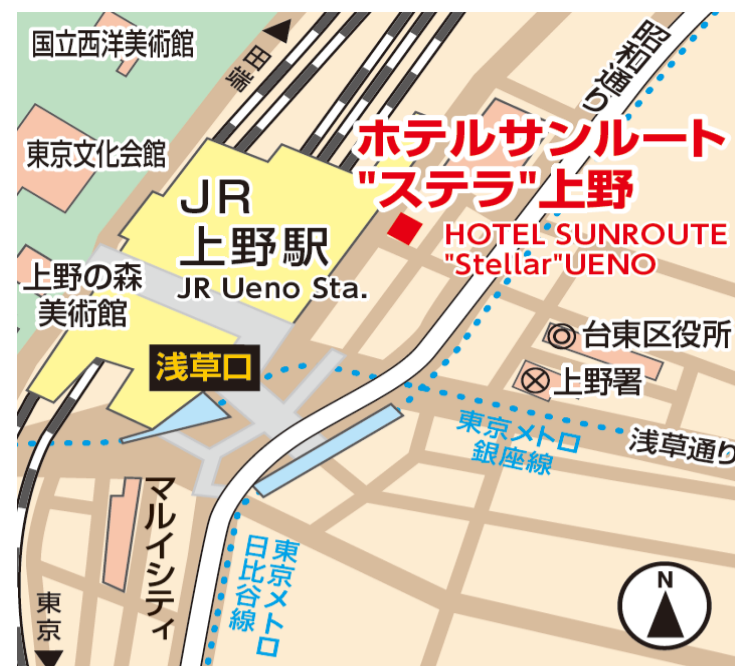 国立西洋美術館
田端
昭和通り
東京文化会館
ホテルサンルート
"ステラ"上野
HOTEL SUNROUTE
"Stellar"UENO
JR
上野駅
JR Ueno Sta.
上野の森
美術館
浅草口
台東区役所
上野署
東京メトロ
銀座線
浅草通り
マルイシティ
東京メトロ
日比谷線
東京
N